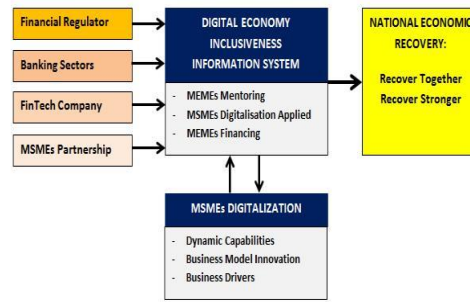 Financial Regulator
Banking Sectors
FinTech Company
MSMEs Partnership
DIGITAL ECONOMY
INCLUSIVENESS
INFORMATION SYSTEM
- MEMEs Mentoring
- MSMEs Digitalisation Applied
- MEMEs Financing
NATIONAL ECONOMIC
RECOVERY:
Recover Together
Recover Stronger
MSMEs DIGITALIZATION
- Dynamic Capabilities
- Business Model Innovation
- Business Drivers